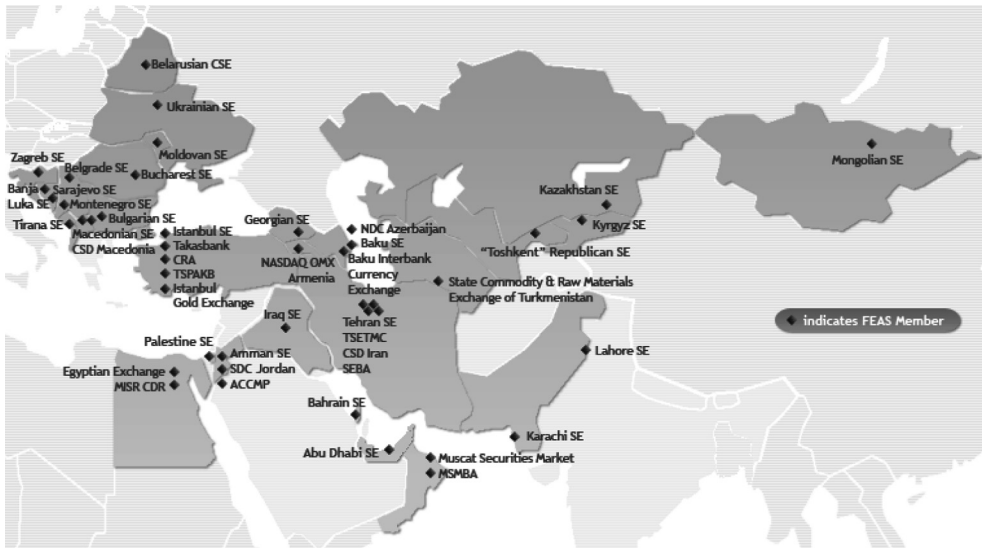 Belarusian CSE
Ukrainian SE
Moldovan SE
Mongolian SE
Zagreb SE
Belgrade SE
Bucharest SE
Banja
Luka SE
Sarajevo SE
Kazakhstan SE
Montenegro SE
Tirana SE
Bulgarian SE
Georgian SE
Kyrgyz SE
Macedonian SE
CSD Macedonia
Istanbul SE
Takasbank
CRA
TSPAKB
Istanbul
Gold Exchange
NDC Azerbaijan
Baku SE
Baku Interbank
Currency
Exchange
"Toshkent" Republican SE
NASDAQ OMX
Armenia
State Commodity & Raw Materials
Exchange of Turkmenistan
Iraq SE
Tehran SE
TSETMC
CSD Iran
SEBA
indicates FEAS Member
Palestine SE
Amman SE
SDC Jordan
ACCMP
Lahore SE
Egyptian Exchange
MISR CDR
Bahrain SE
Karachi SE
Abu Dhabi SE
Muscat Securities Market
MSMBA